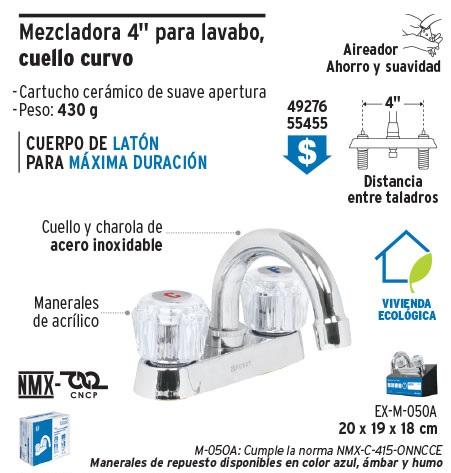 Mezcladora 4" para lavabo,
cuello curvo
- Cartucho cerámico de suave apertura
- Peso: 430 g
CUERPO DE LATÓN
PARA MÁXIMA DURACIÓN
Aireador
Ahorro y suavidad
49276
55455
$
4"
Distancia
entre taladros
Cuello y charola de
acero inoxidable
Manerales
de acrílico
C
F
FOSET
VIVIENDA
ECOLÓGICA
NMX-
CNCP
EX-M-050A
20 x 19 x 18 cm
M-050A: Cumple la norma NMX-C-415-ONNCCE
Manerales de repuesto disponibles en color azul, ámbar y humo